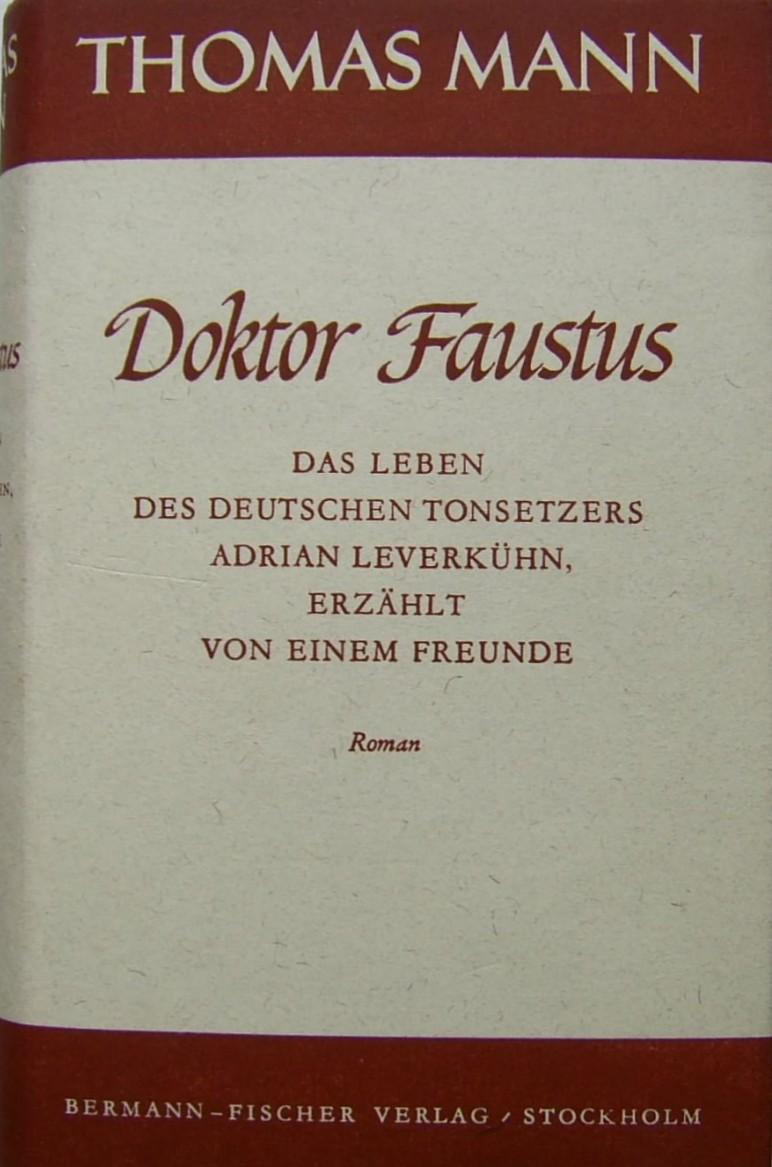 THOMAS MANN
Doktor Faustus
DAS LEBEN
DES DEUTSCHEN TONSETZERS
ADRIAN LEVERKÜHN,
ERZÄHLT
VON EINEM FREUNDE
Roman
BERMANN-FISCHER VERLAG / STOCKHOLM